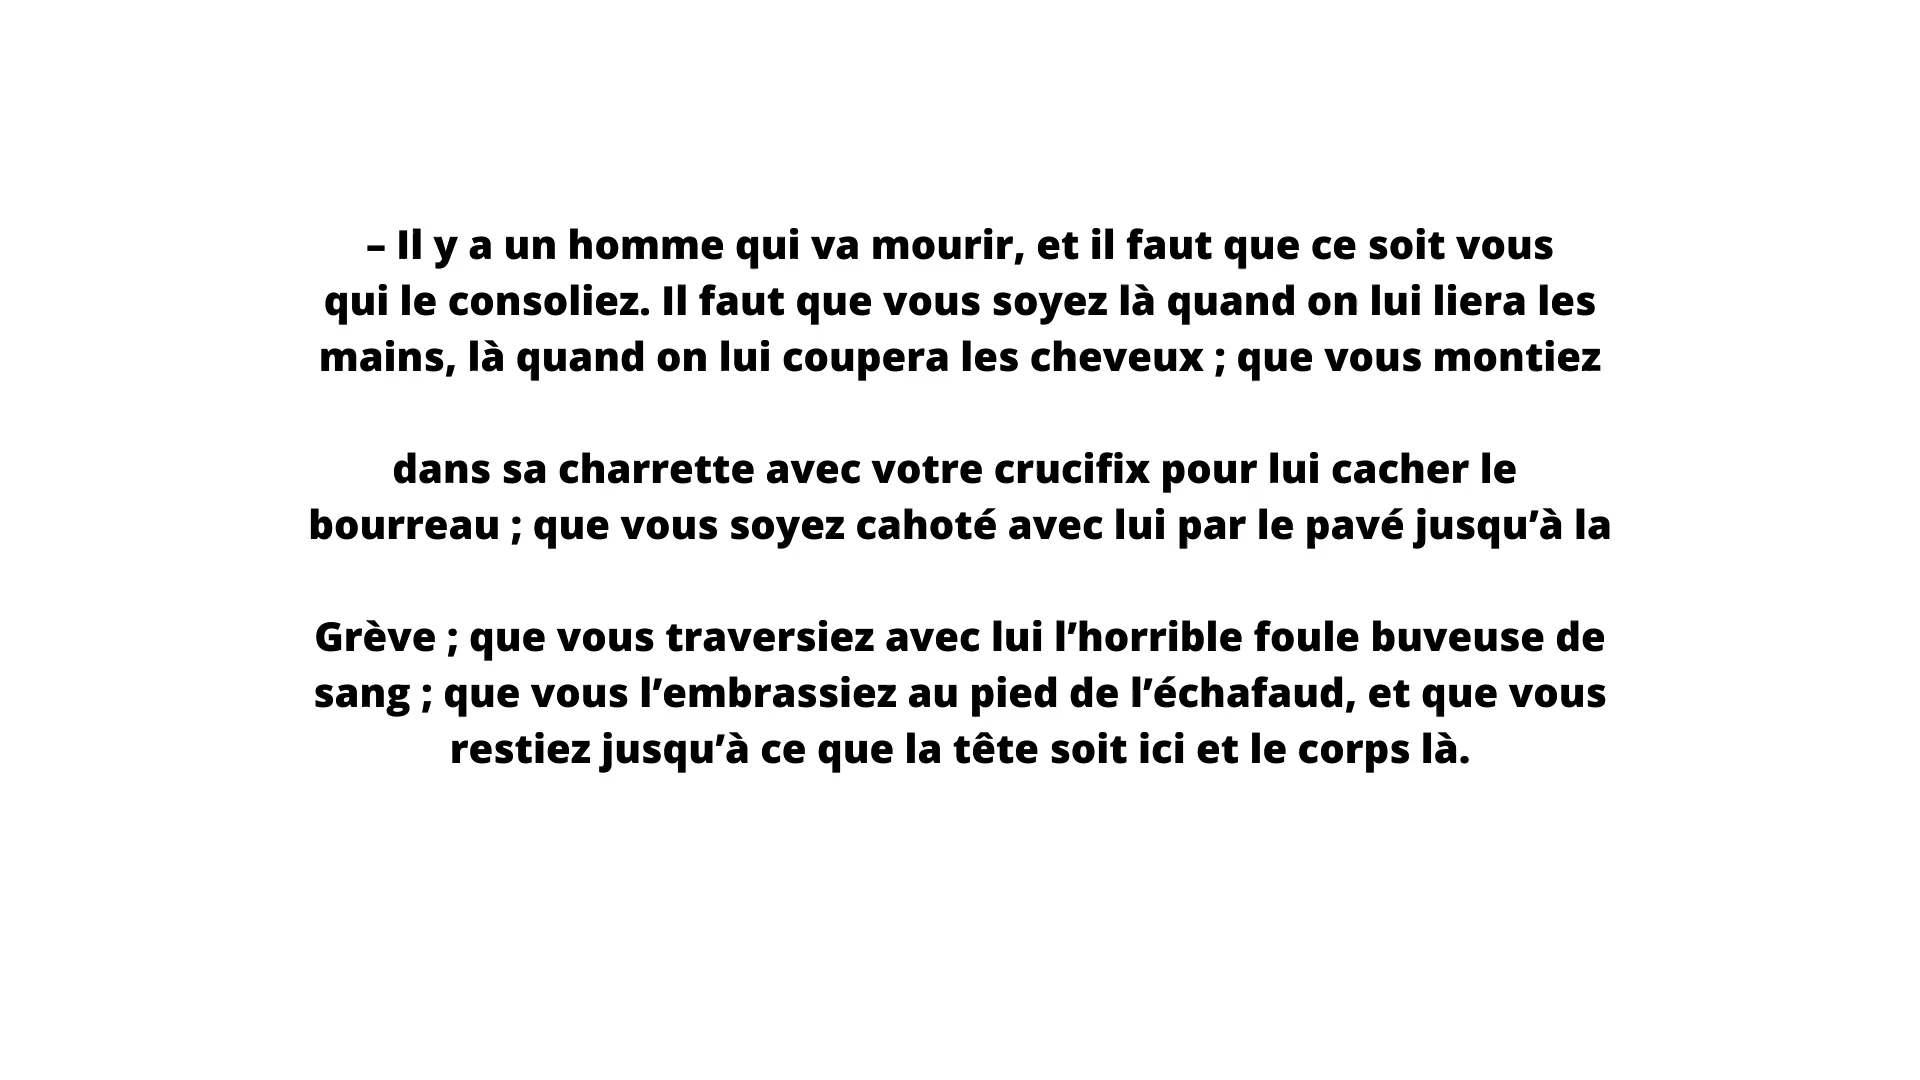 – Il y a un homme qui va mourir, et il faut que ce soit vous
qui le consoliez. Il faut que vous soyez là quand on lui liera les
mains, là quand on lui coupera les cheveux ; que vous montiez
dans sa charrette avec votre crucifix pour lui cacher le
bourreau ; que vous soyez cahoté avec lui par le pavé jusqu’à la
Grève ; que vous traversiez avec lui l’horrible foule buveuse de
sang ; que vous l’embrassiez au pied de l’échafaud, et que vous
restiez jusqu’à ce que la tête soit ici et le corps là.